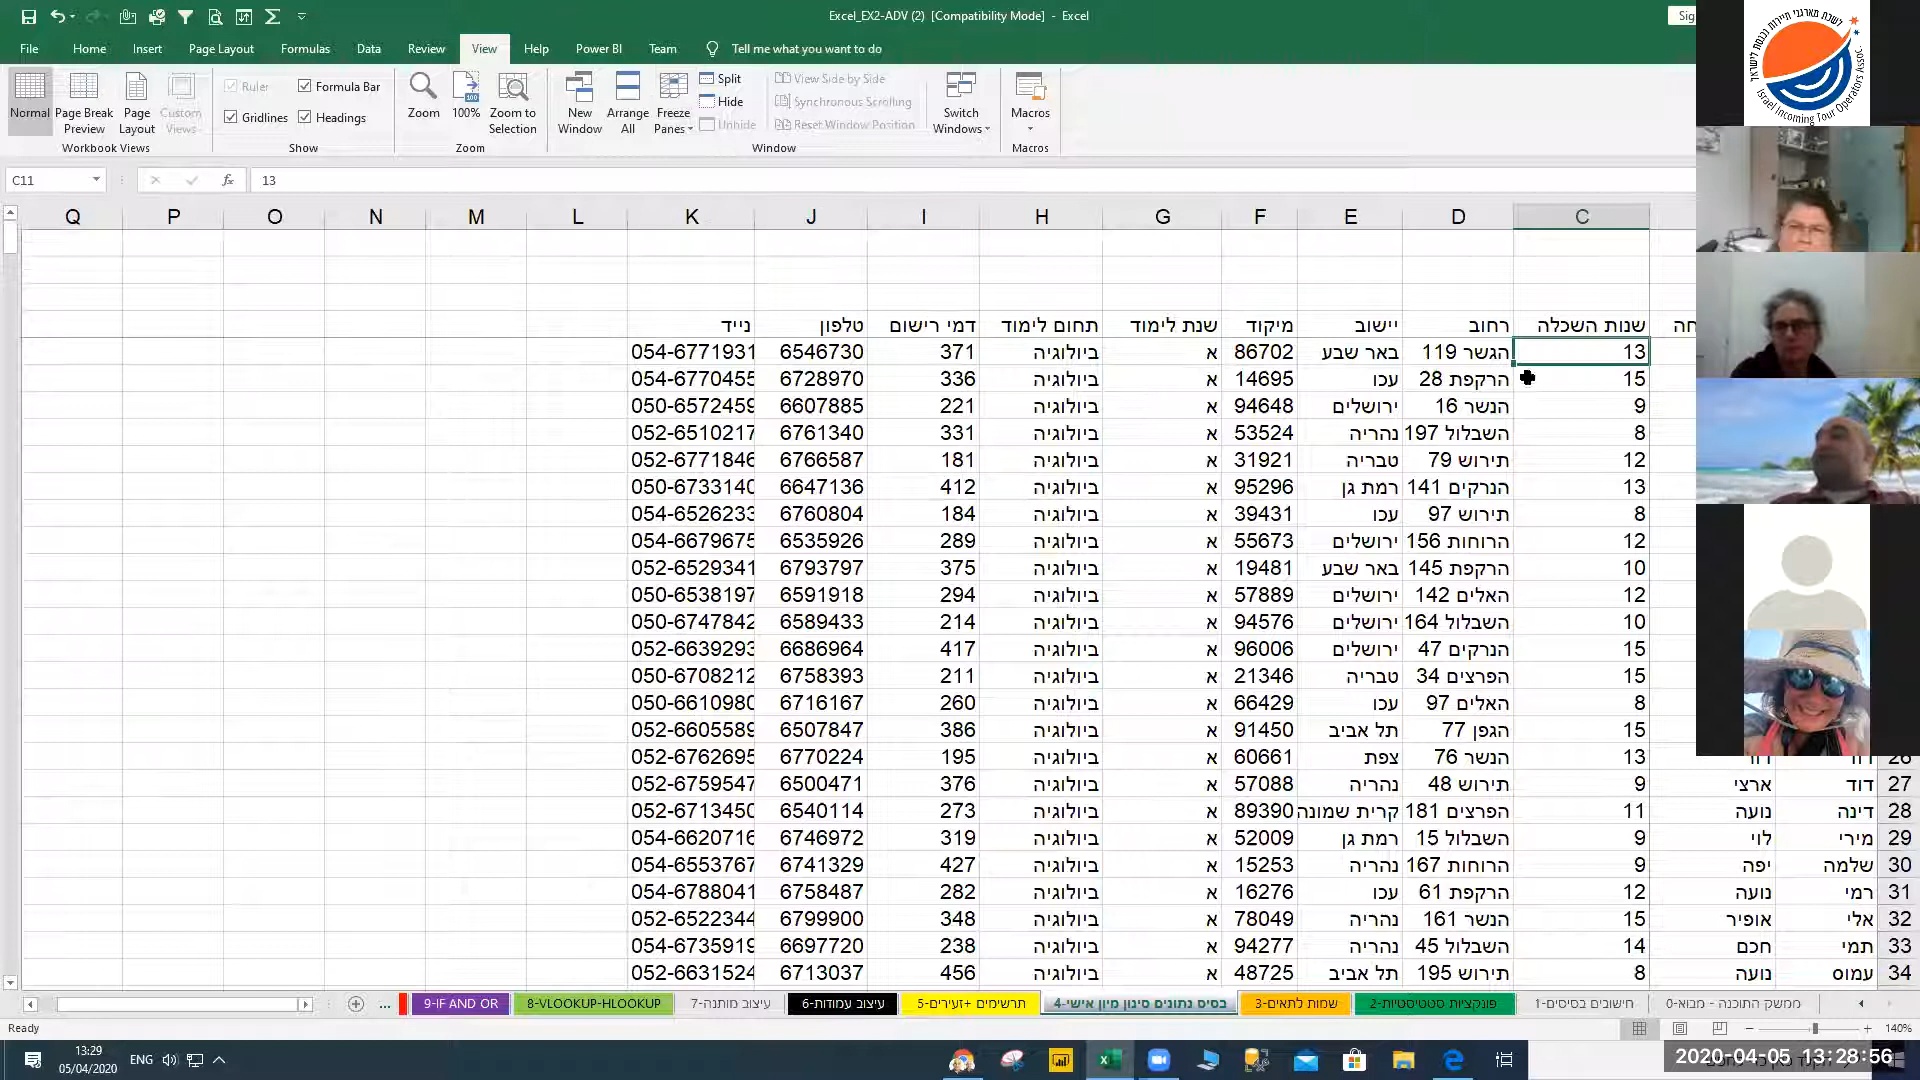 Excel_EX2-ADV (2) [Compatibility Mode] - Excel
Sig
File Home Insert Page Layout Formulas Data Review View Help Power BI Team Tell me what you want to do
Normal Page Break Preview Page Layout Custom Views
Ruler Formula Bar
Gridlines Headings
Zoom 100% Zoom to Selection
New Window Arrange All Freeze Panes
Split
Hide
Unhide
View Side by Side
Synchronous Scrolling
Reset Window Position
Switch Windows Macros
Workbook Views Show Zoom Window Macros
לשכת מארגני תיירות נכנסת לישראל
Israel Incoming Tour Operators Assoc.
C11 fx 13
Q P O N M L K J I H G F E D C
שנות השכלה רחוב יישוב מיקוד שנת לימוד תחום לימוד דמי רישום טלפון נייד
13 הגשר 119 באר שבע 86702 א ביולוגיה 371 6546730 054-6771931
15 הרקפת 28 עכו 14695 א ביולוגיה 336 6728970 054-6770455
9 הנשר 16 ירושלים 94648 א ביולוגיה 221 6607885 050-6572459
8 השבלול 197 נהריה 53524 א ביולוגיה 331 6761340 052-6510217
12 תירוש 79 טבריה 31921 א ביולוגיה 181 6766587 052-6771846
13 הנרקים 141 רמת גן 95296 א ביולוגיה 412 6647136 050-6733140
8 תירוש 97 עכו 39431 א ביולוגיה 184 6760804 054-6526233
12 הרוחות 156 ירושלים 55673 א ביולוגיה 289 6535926 054-6679675
10 הרקפת 145 באר שבע 19481 א ביולוגיה 375 6793797 052-6529341
12 האלים 142 ירושלים 57889 א ביולוגיה 294 6591918 050-6538197
10 השבלול 164 ירושלים 94576 א ביולוגיה 214 6589433 050-6747842
15 הנרקים 47 ירושלים 96006 א ביולוגיה 417 6686964 052-6639293
15 הפרצים 34 טבריה 21346 א ביולוגיה 211 6758393 050-6708212
8 האלים 97 עכו 66429 א ביולוגיה 260 6716167 050-6610980
15 הגפן 77 תל אביב 91450 א ביולוגיה 386 6507847 052-6605589
13 הנשר 76 צפת 60661 א ביולוגיה 195 6770224 052-6762695
27 דוד ארצי 9 תירוש 48 נהריה 57088 א ביולוגיה 376 6500471 052-6759547
28 דינה נועה 11 הפרצים 181 קרית שמונה 89390 א ביולוגיה 273 6540114 052-6713450
29 מירי לוי 9 השבלול 15 רמת גן 52009 א ביולוגיה 319 6746972 054-6620716
30 שלמה יפה 9 הרוחות 167 נהריה 15253 א ביולוגיה 427 6741329 054-6553767
31 רמי נועה 12 הרקפת 61 עכו 16276 א ביולוגיה 282 6758487 054-6788041
32 אלי אופיר 15 הנשר 161 נהריה 78049 א ביולוגיה 348 6799900 052-6522344
33 תמי חכם 14 השבלול 45 נהריה 94277 א ביולוגיה 238 6697720 054-6735919
34 עמוס נועה 8 תירוש 195 תל אביב 48725 א ביולוגיה 456 6713037 052-6631524
ממשק התוכנה - מבוא-0 חישובים בסיסים-1 פונקציות סטטיסטיות-2 שמות לתאים-3 בסיס נתונים סינון מיון אישי-4 תרשימים +זעירים-5 עיצוב עמודות-6 עיצוב מותנה-7 8-VLOOKUP-HLOOKUP 9-IF AND OR ...
Ready 140%
13:29
05/04/2020
ENG
2020-04-05 13:28:56